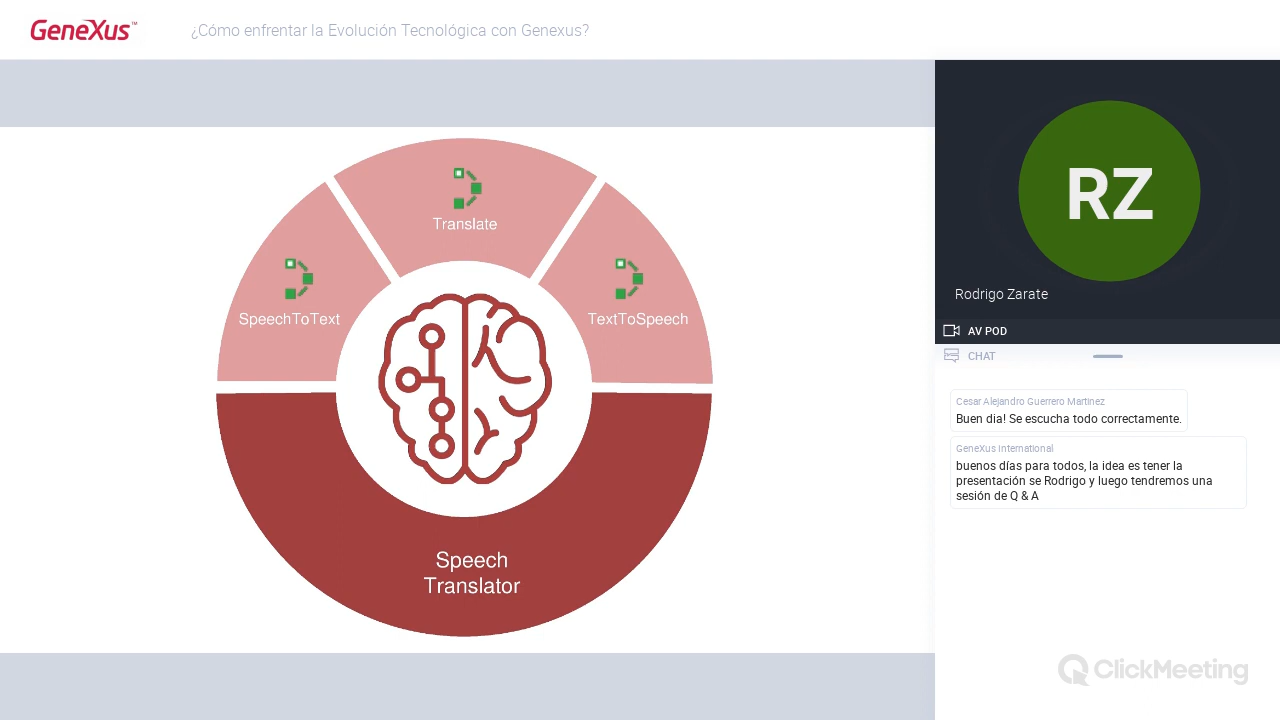 GeneXus™
¿Cómo enfrentar la Evolución Tecnológica con Genexus?
Translate
SpeechToText
TextToSpeech
Speech
Translator
RZ
Rodrigo Zarate
AV POD
CHAT
Cesar Alejandro Guerrero Martinez
Buen dia! Se escucha todo correctamente.
GeneXus International
buenos días para todos, la idea es tener la
presentación se Rodrigo y luego tendremos una
sesión de Q & A
ClickMeeting